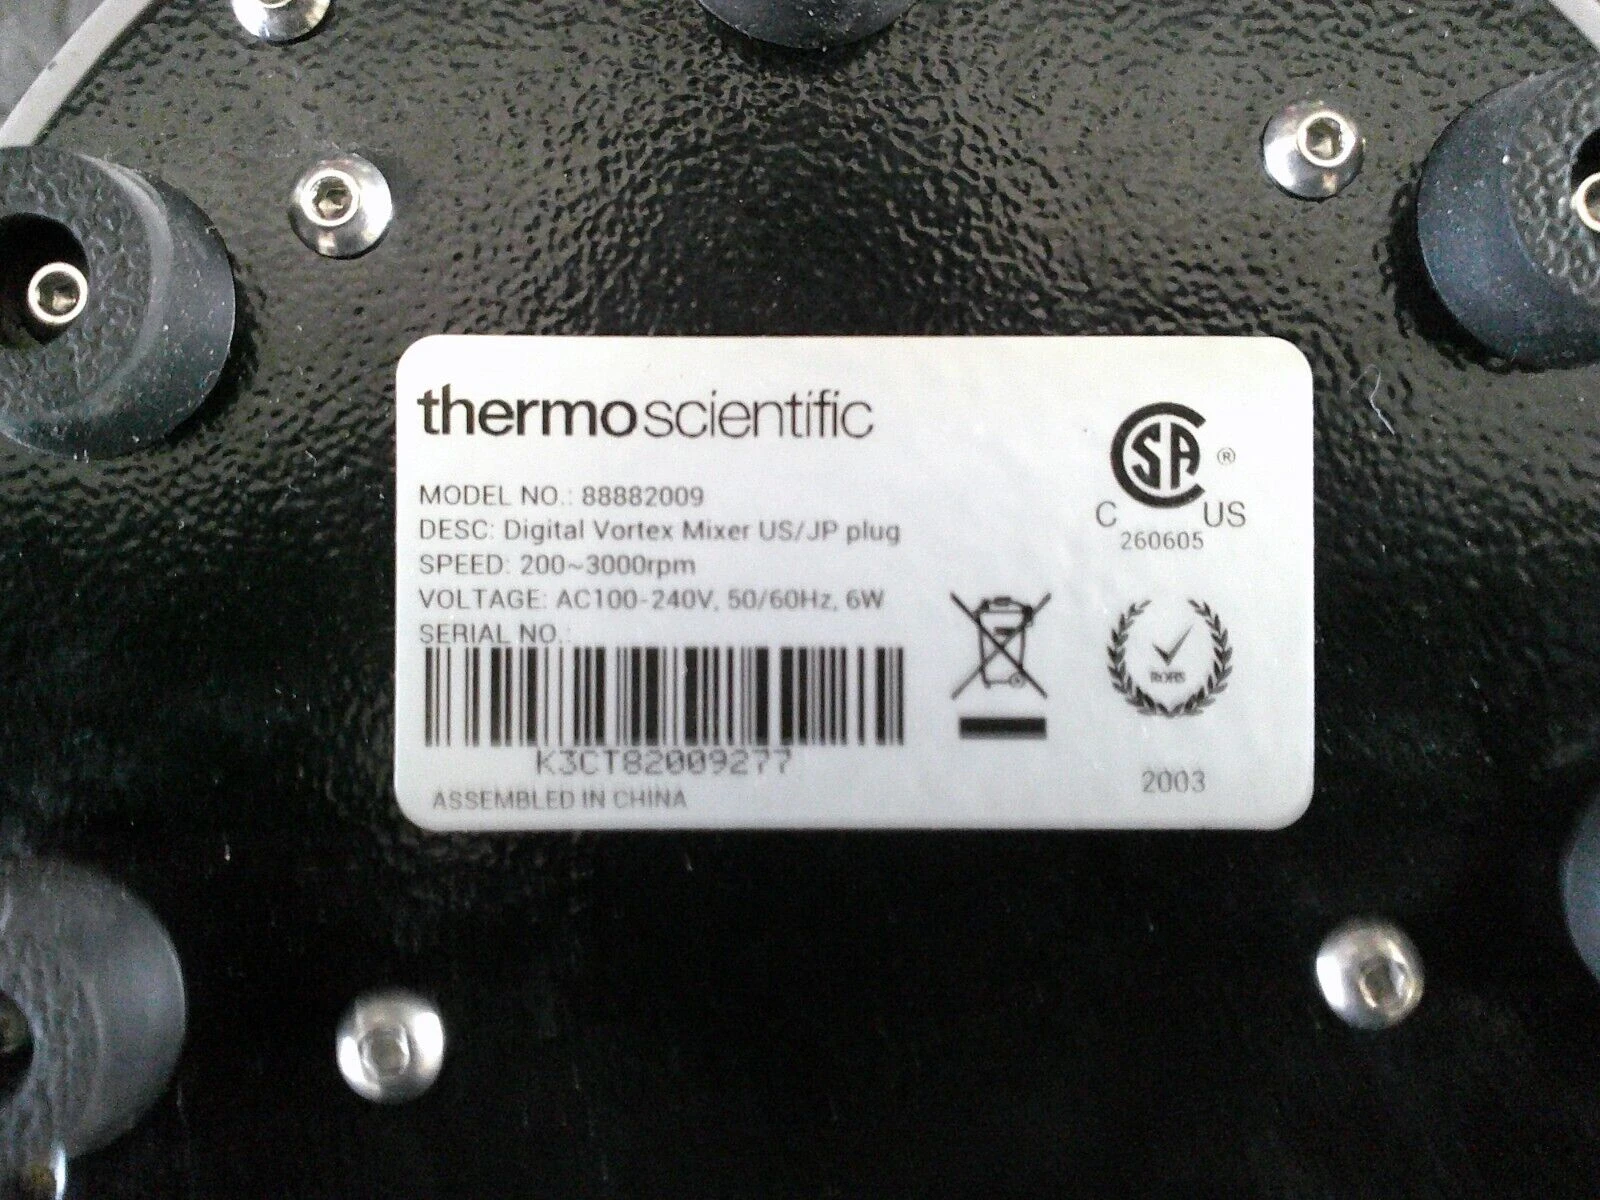 thermo scientific
MODEL NO.: 88882009
DESC: Digital Vortex Mixer US/JP plug
SPEED: 200~3000rpm
VOLTAGE: AC100-240V, 50/60Hz, 6W
SERIAL NO.:
K3CT82009277
ASSEMBLED IN CHINA
CSA ®
C US
260605
RoHS
2003